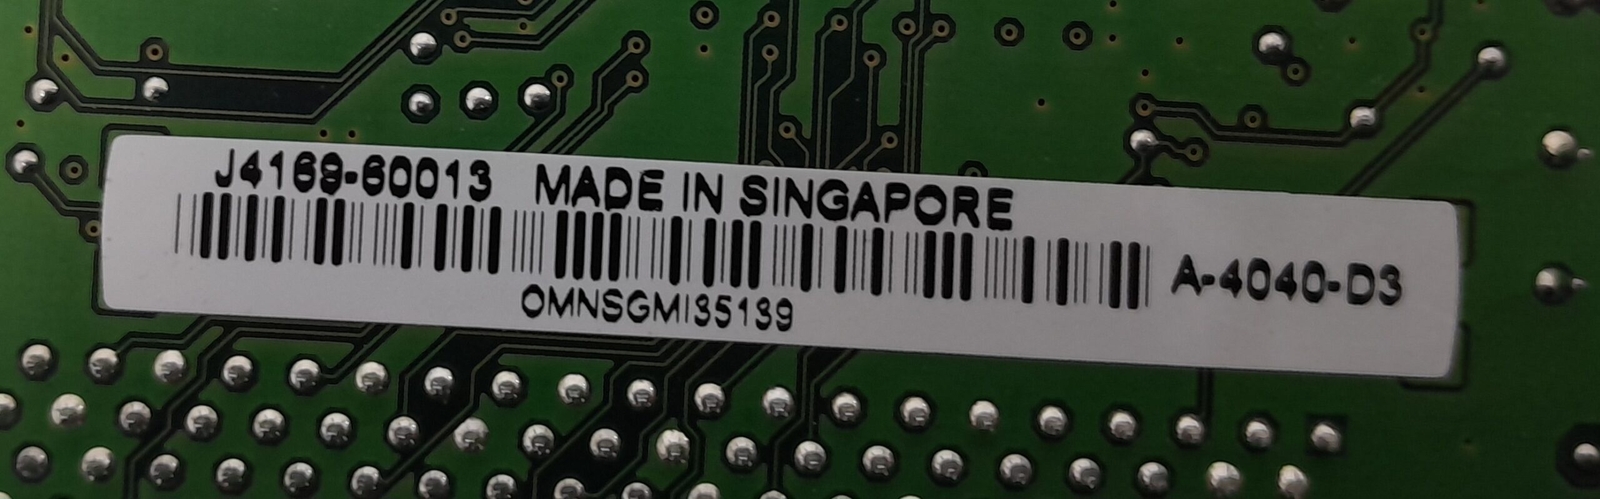 J4169-60013 MADE IN SINGAPORE
A-4040-D3
OMNSGMI35139